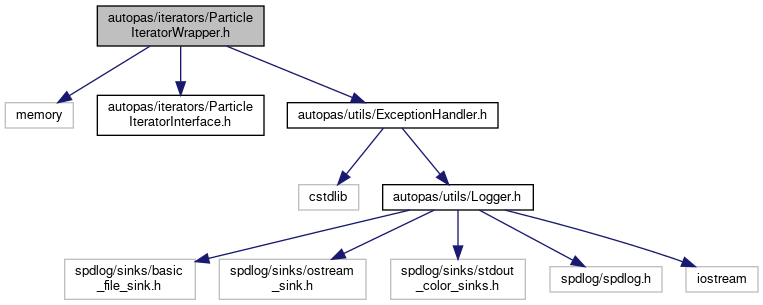 autopas/iterators/Particle
IteratorWrapper.h
memory
autopas/iterators/Particle
IteratorInterface.h
autopas/utils/ExceptionHandler.h
cstdlib
autopas/utils/Logger.h
spdlog/sinks/basic
_file_sink.h
spdlog/sinks/ostream
_sink.h
spdlog/sinks/stdout
_color_sinks.h
spdlog/spdlog.h
iostream